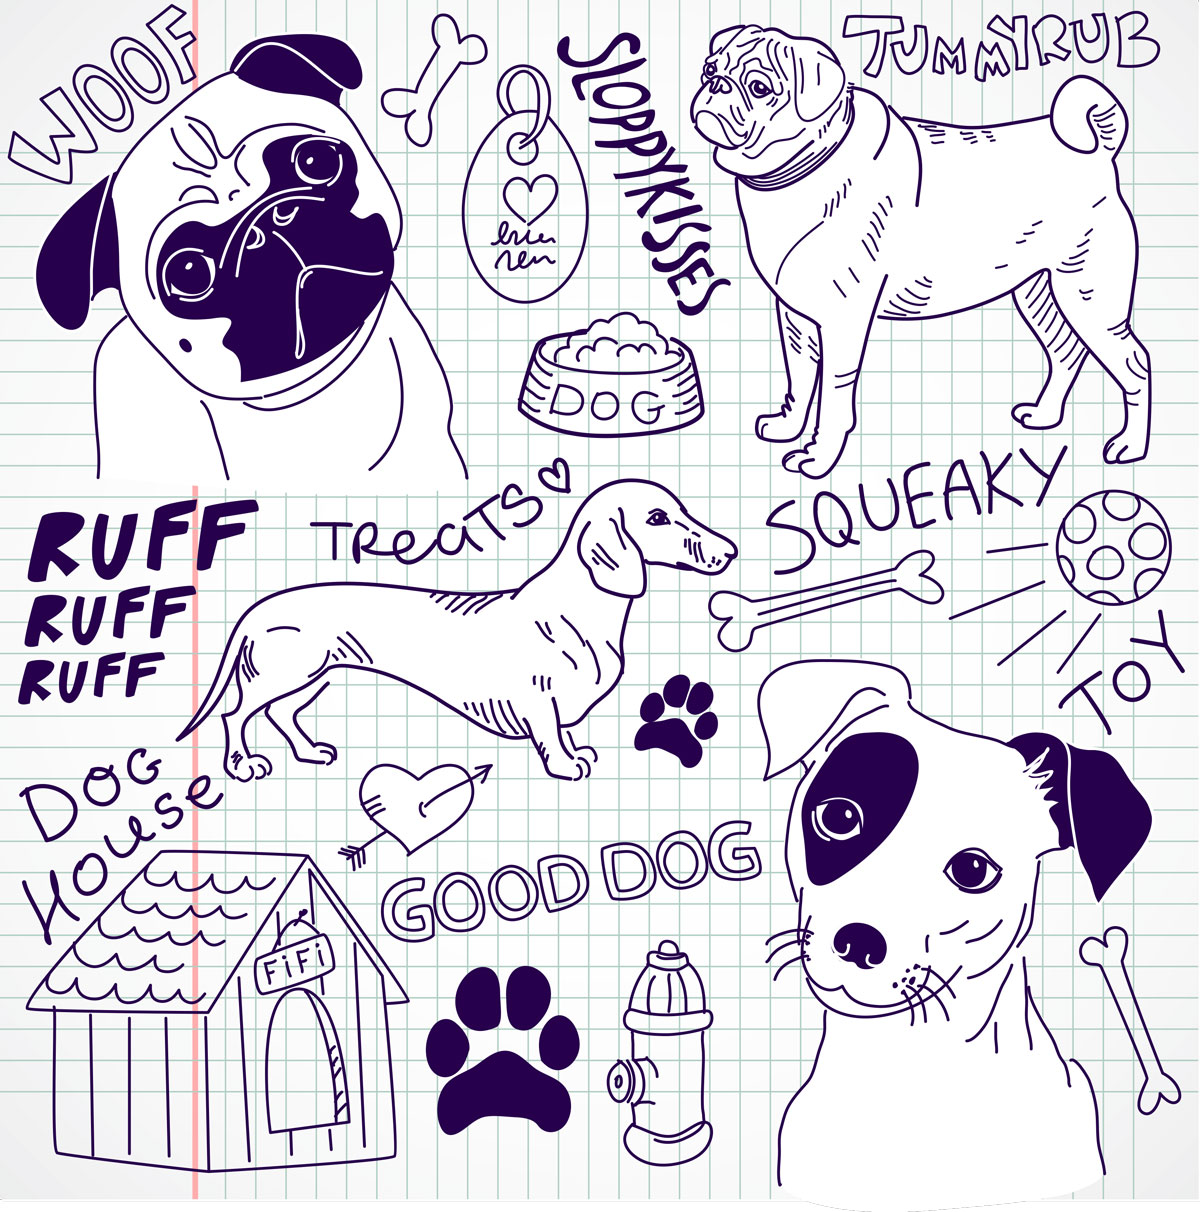 WOOF
SLOPPYKISSES
TUMMYRUB
DOG
TReaTS
SQUEAKY
TOY
RUFF
RUFF
RUFF
DOG
HOUSe
GOOD DOG
FiFi